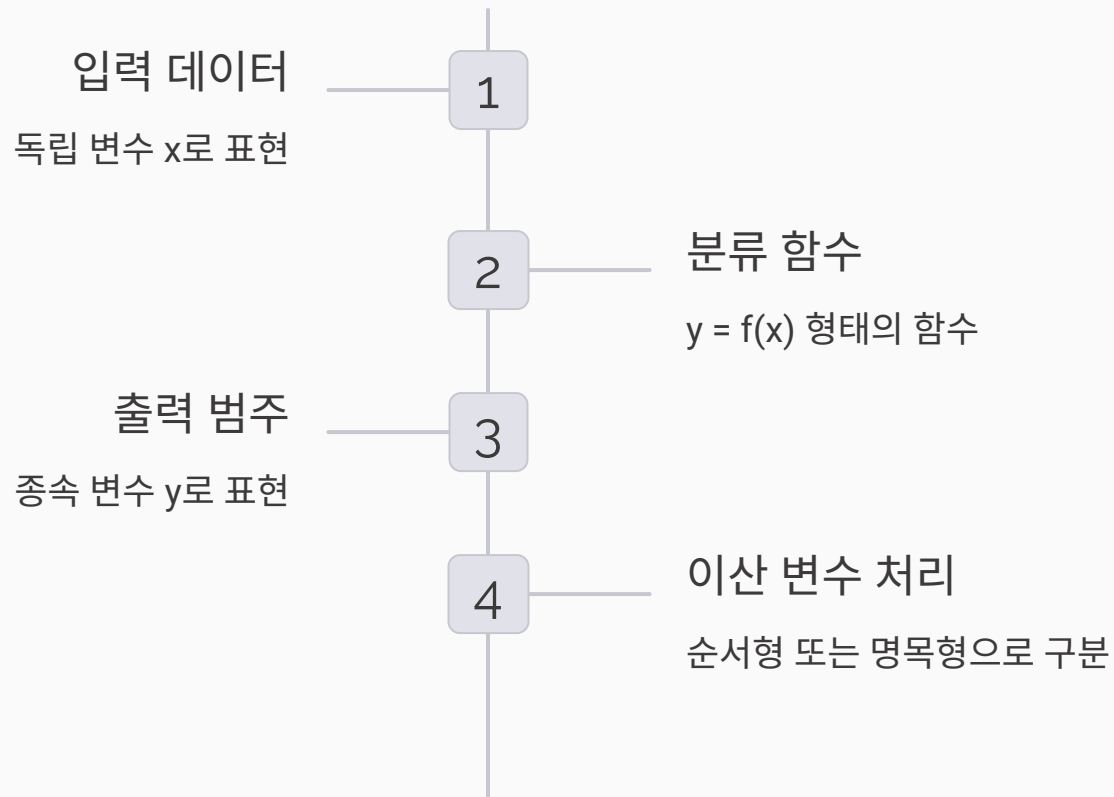 입력 데이터
독립 변수 x로 표현
1
2
분류 함수
y = f(x) 형태의 함수
출력 범주
종속 변수 y로 표현
3
4
이산 변수 처리
순서형 또는 명목형으로 구분